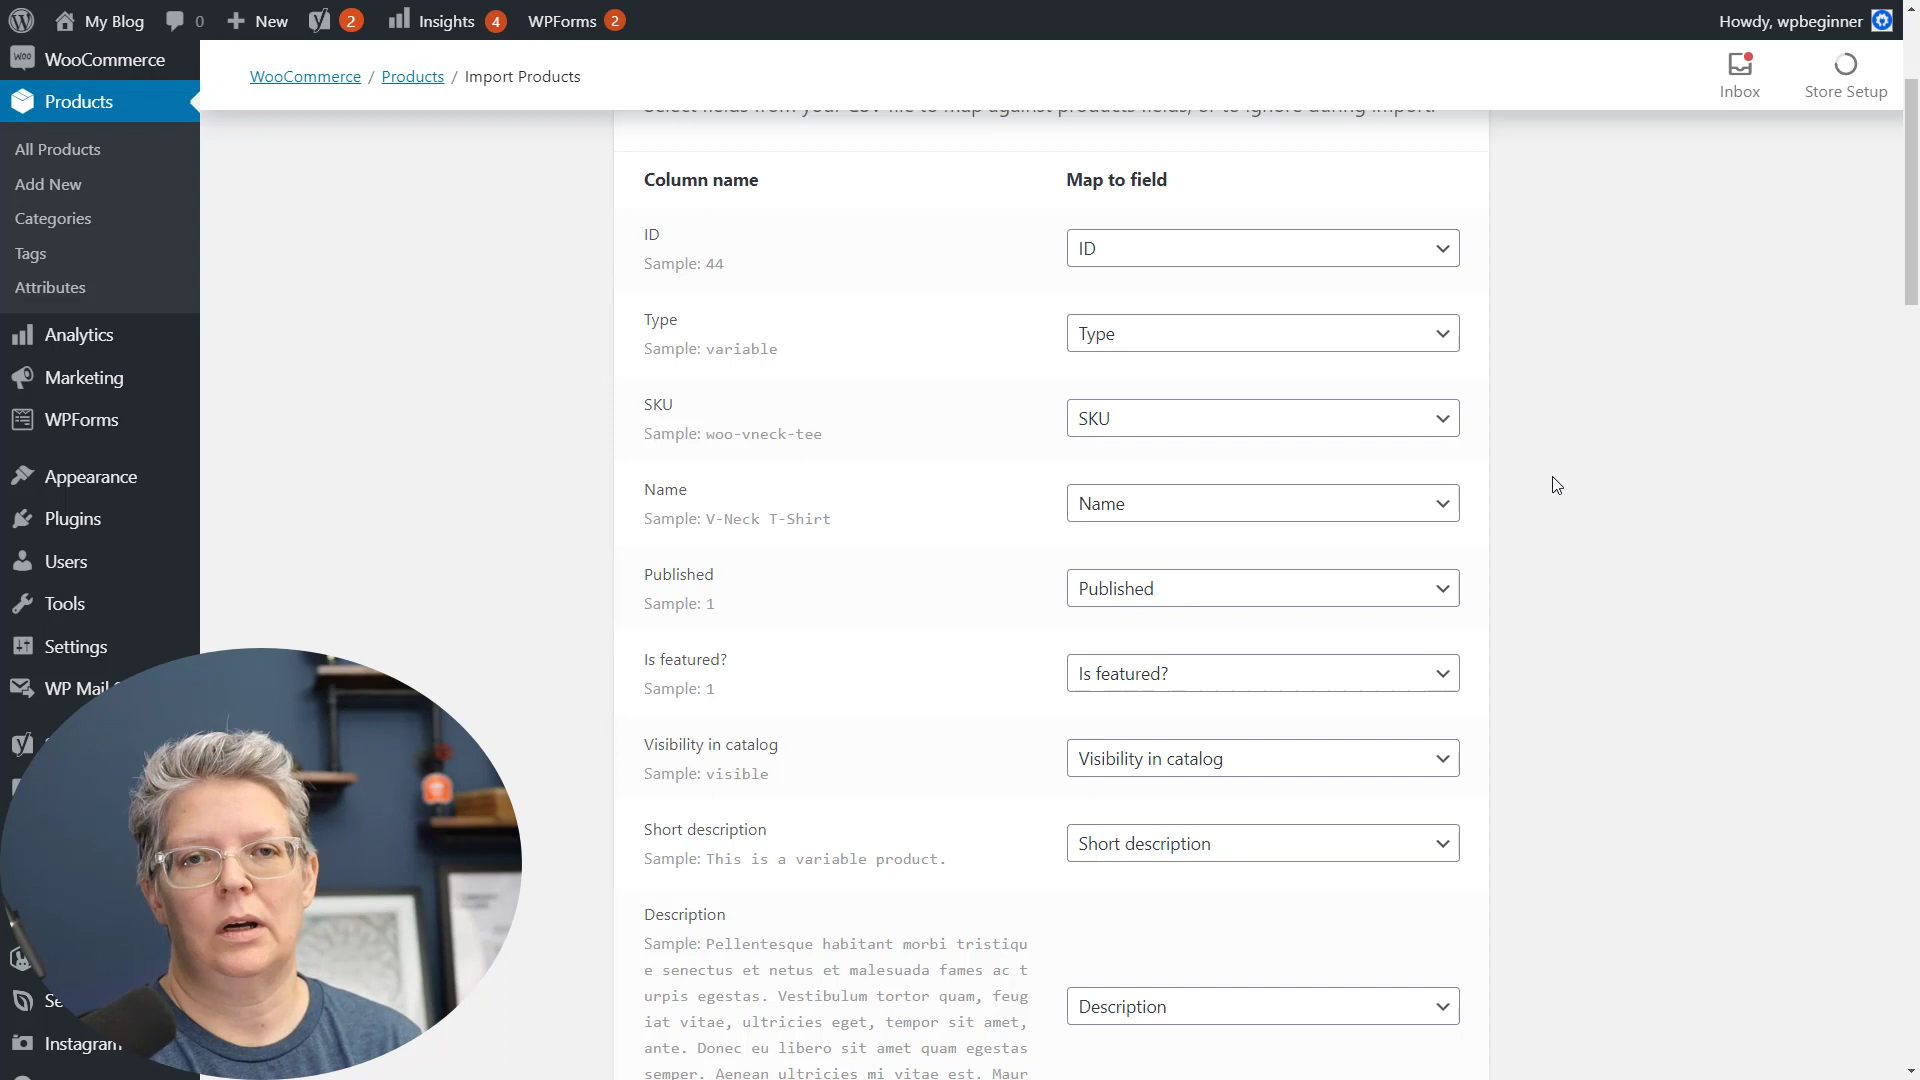 My Blog
0
New
2
Insights
4
WPForms
2
Howdy, wpbeginner
WooCommerce
Products
All Products
Add New
Categories
Tags
Attributes
Analytics
Marketing
WPForms
Appearance
Plugins
Users
Tools
Settings
WP Mail
Se
Instagram
WooCommerce / Products / Import Products
Inbox
Store Setup
Select fields from your CSV file to map against products fields, or to ignore during import.
Column name
Map to field
ID
Sample: 44
ID
Type
Sample: variable
Type
SKU
Sample: woo-vneck-tee
SKU
Name
Sample: V-Neck T-Shirt
Name
Published
Sample: 1
Published
Is featured?
Sample: 1
Is featured?
Visibility in catalog
Sample: visible
Visibility in catalog
Short description
Sample: This is a variable product.
Short description
Description
Sample: Pellentesque habitant morbi tristiqu
e senectus et netus et malesuada fames ac t
urpis egestas. Vestibulum tortor quam, feug
iat vitae, ultricies eget, tempor sit amet,
ante. Donec eu libero sit amet quam egestas
semper. Aenean ultricies mi vitae est. Maur
Description